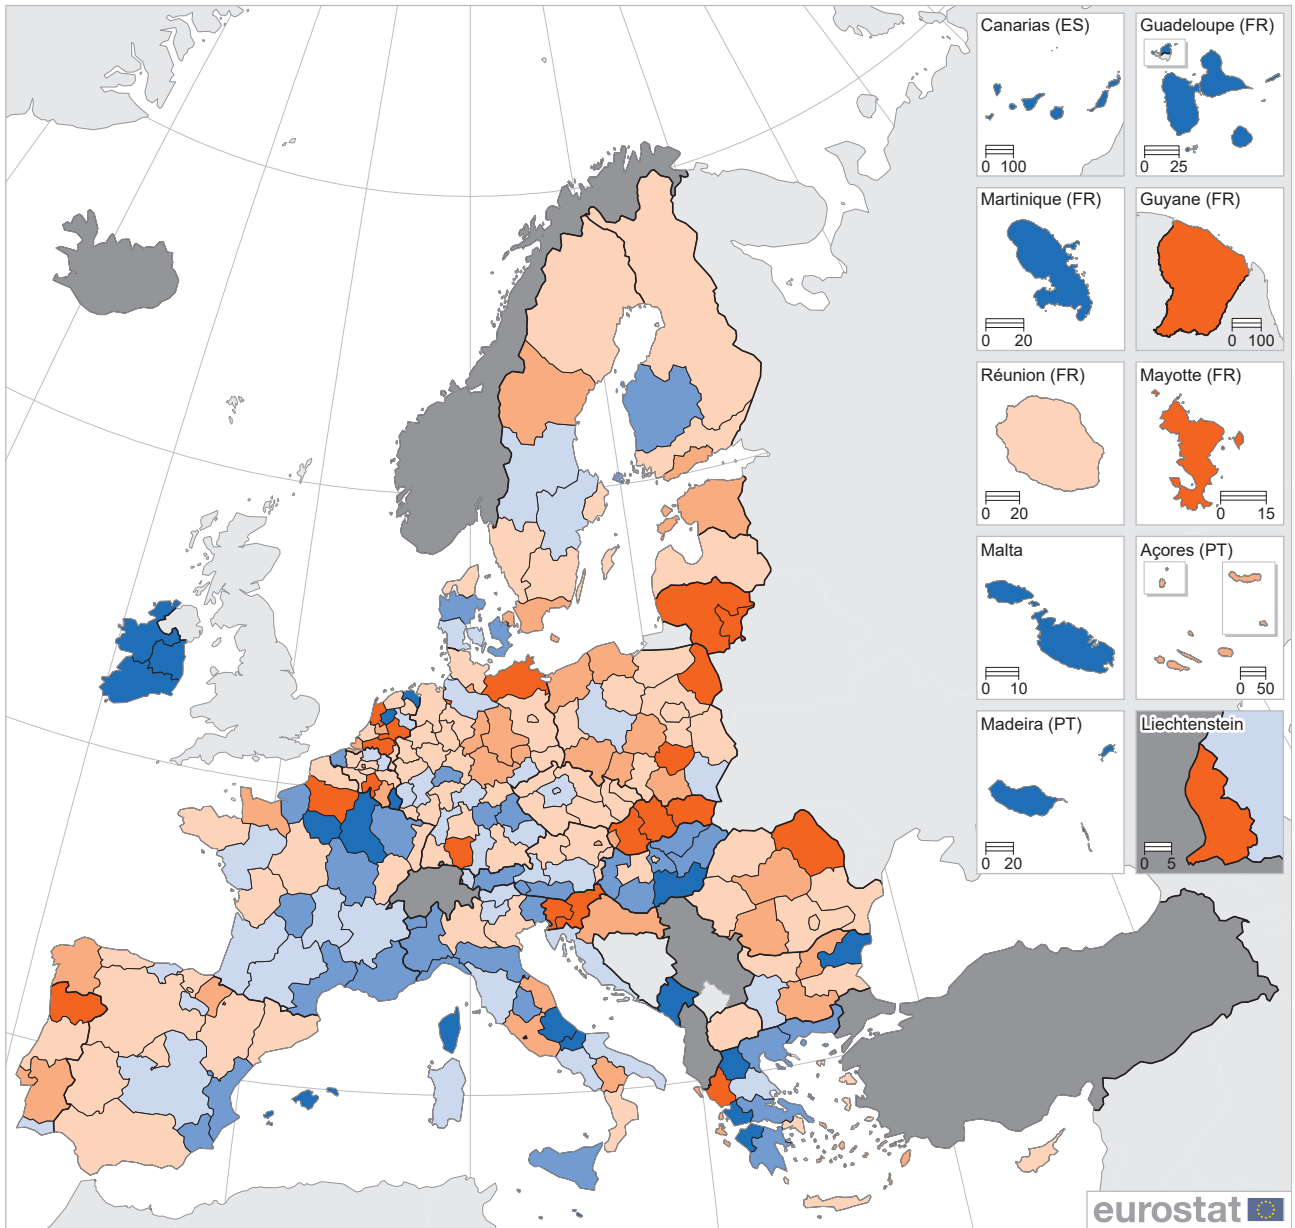 Canarias (ES)
0 100
Guadeloupe (FR)
0 25
Martinique (FR)
0 20
Guyane (FR)
0 100
Réunion (FR)
0 20
Mayotte (FR)
0 15
Malta
0 10
Açores (PT)
0 50
Madeira (PT)
0 20
Liechtenstein
0 5
eurostat